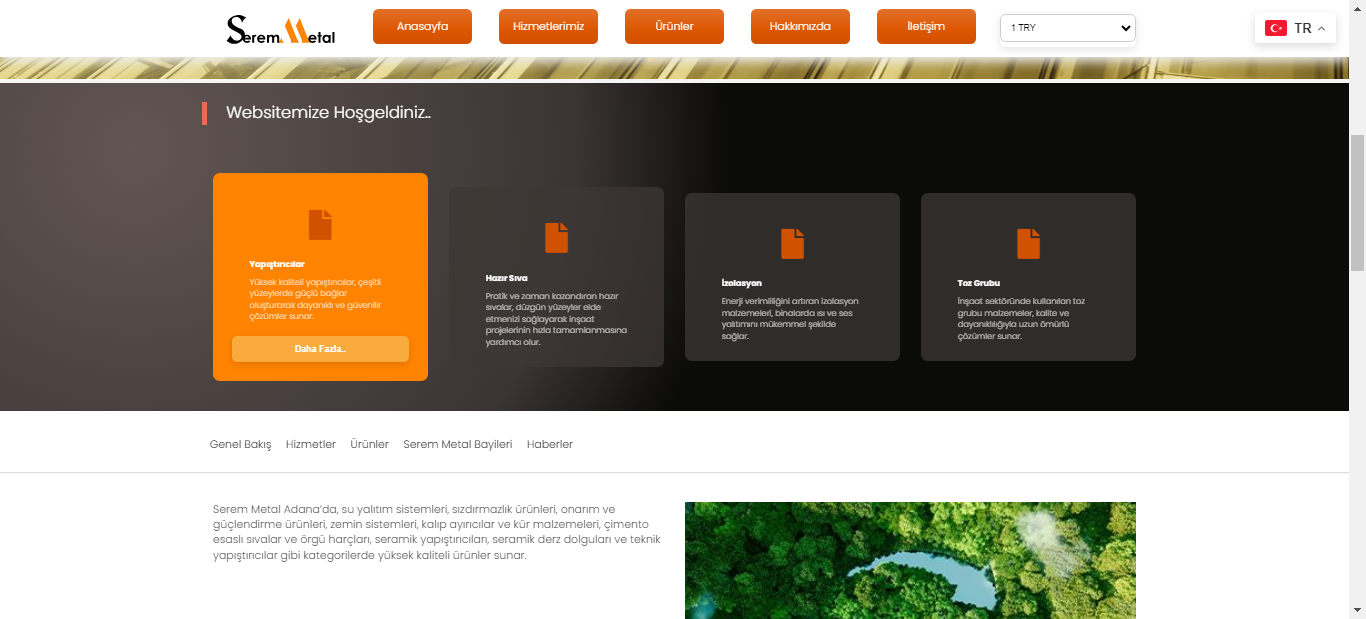 Serem Metal
Anasayfa
Hizmetlerimiz
Ürünler
Hakkımızda
İletişim
1 TRY
TR
Websitemize Hoşgeldiniz..
Yapıştırıcılar
Yüksek kaliteli yapıştırıcılar, çeşitli
yüzeylerde güçlü bağlar
oluşturarak dayanıklı ve güvenilir
çözümler sunar.
Daha Fazla..
Hazır Sıva
Pratik ve zaman kazandıran hazır
sıvalar, düzgün yüzeyler elde
etmenizi sağlayarak inşaat
projelerinin hızla tamamlanmasına
yardımcı olur.
İzolasyon
Enerji verimliliğini artıran izolasyon
malzemeleri, binalarda ısı ve ses
yalıtımını mükemmel şekilde
sağlar.
Toz Grubu
İnşaat sektöründe kullanılan toz
grubu malzemeler, kalite ve
dayanıklılığıyla uzun ömürlü
çözümler sunar.
Genel Bakış
Hizmetler
Ürünler
Serem Metal Bayileri
Haberler
Serem Metal Adana’da, su yalıtım sistemleri, sızdırmazlık ürünleri, onarım ve
güçlendirme ürünleri, zemin sistemleri, kalıp ayırıcılar ve kür malzemeleri, çimento
esaslı sıvalar ve örgü harçları, seramik yapıştırıcıları, seramik derz dolguları ve teknik
yapıştırıcılar gibi kategorilerde yüksek kaliteli ürünler sunar.